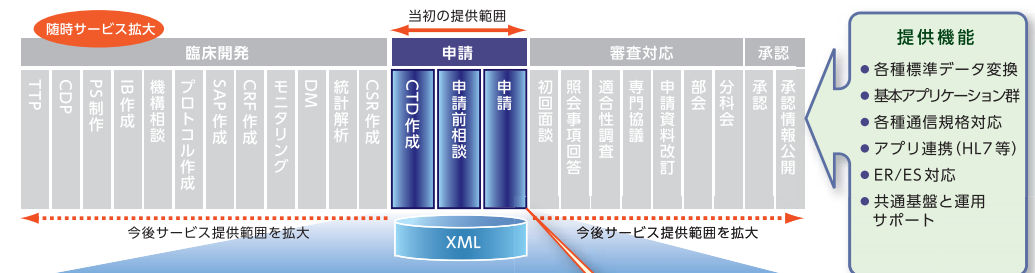 随時サービス拡大
当初の提供範囲
臨床開発
申請
審査対応
承認
TTP
CDP
PS制作
IB作成
機構相談
プロトコル作成
SAP作成
CRF作成
モニタリング
DM
統計解析
CSR作成
CTD作成
申請前相談
申請
初回面談
照会事項回答
適合性調査
専門協議
申請資料改訂
部会
分科会
承認
承認情報公開
今後サービス提供範囲を拡大
XML
今後サービス提供範囲を拡大
提供機能
●各種標準データ変換
●基本アプリケーション群
●各種通信規格対応
●アプリ連携（HL7等）
●ER/ES対応
●共通基盤と運用
サポート